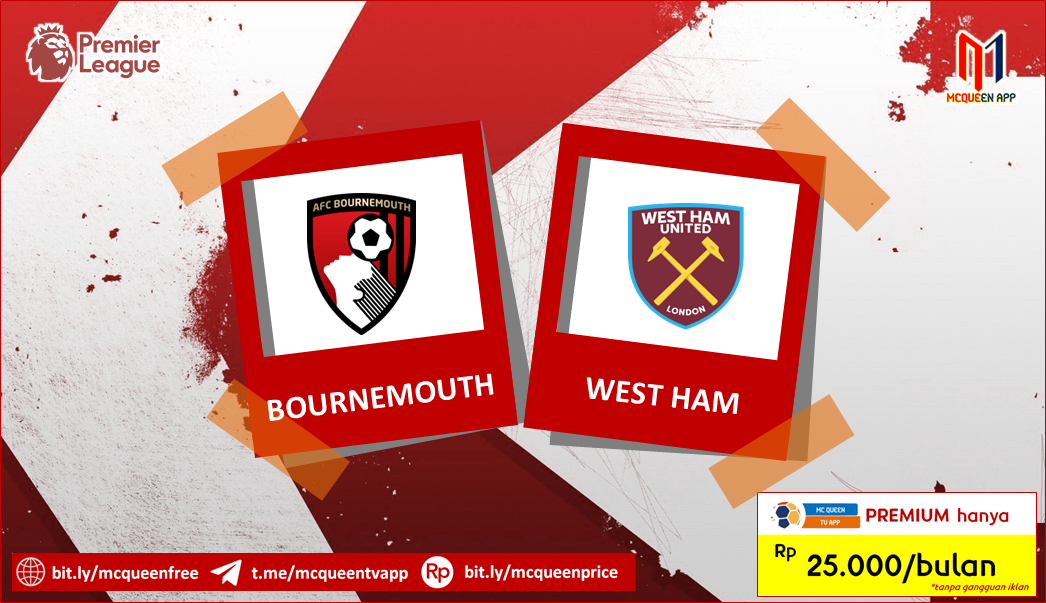 Premier
League
MCQUEEN APP
AFC BOURNEMOUTH
WEST HAM
UNITED
LONDON
BOURNEMOUTH
WEST HAM
MC QUEEN
TV APP
PREMIUM hanya
Rp 25.000/bulan
*tanpa gangguan iklan
bit.ly/mcqueenfree
t.me/mcqueentvapp
Rp bit.ly/mcqueenprice